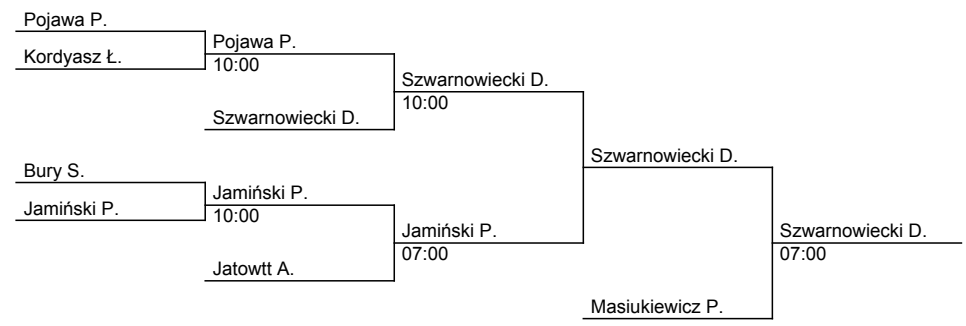 Pojawa P.
Kordyasz Ł.
Pojawa P.
10:00
Szwarnowiecki D.
Szwarnowiecki D.
10:00
Bury S.
Jamiński P.
Jamiński P.
10:00
Jatowtt A.
Jamiński P.
07:00
Szwarnowiecki D.
Masiukiewicz P.
Szwarnowiecki D.
07:00